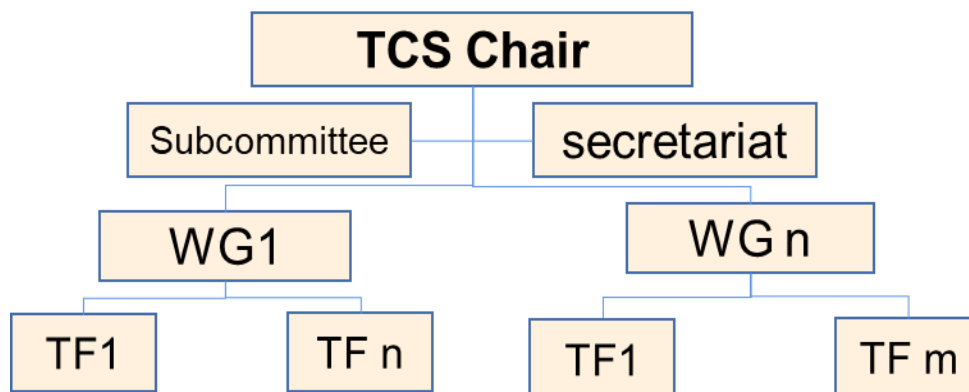 TCS Chair
Subcommittee
secretariat
WG1
WG n
TF1
TF n
TF1
TF m